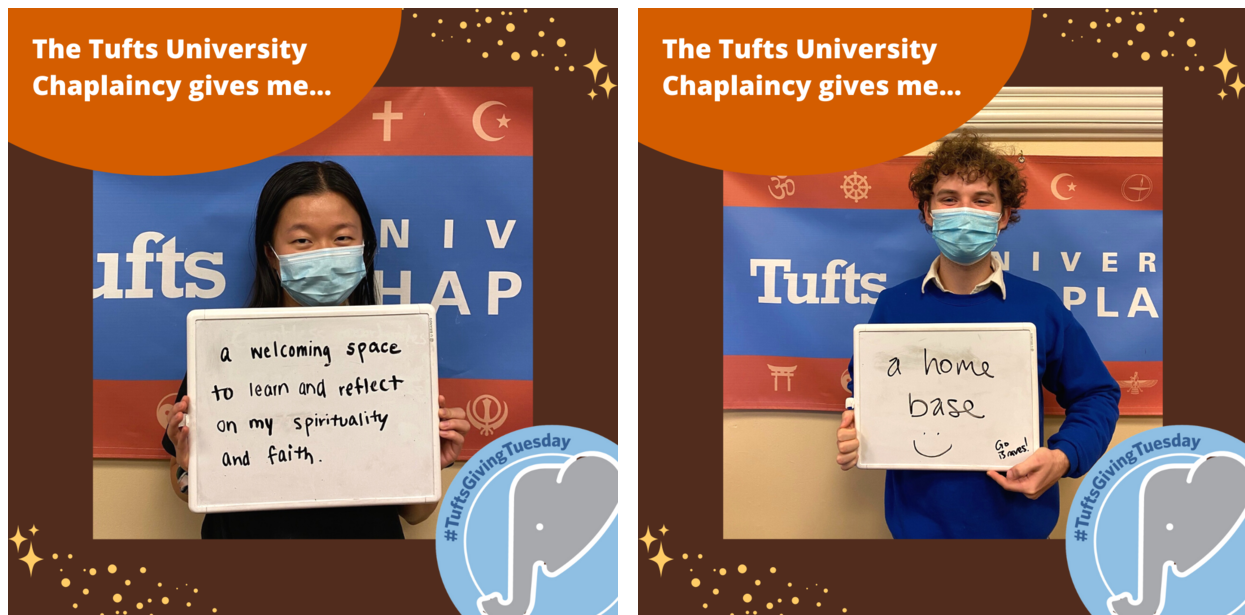 The Tufts University
Chaplaincy gives me...
ufts
NIV
HAP
a welcoming space
to learn and reflect
on my spirituality
and faith.
#TuftsGivingTuesday
The Tufts University
Chaplaincy gives me...
Tufts
NIVER
PLA
a home
base
Go
Braves!
#TuftsGivingTuesday